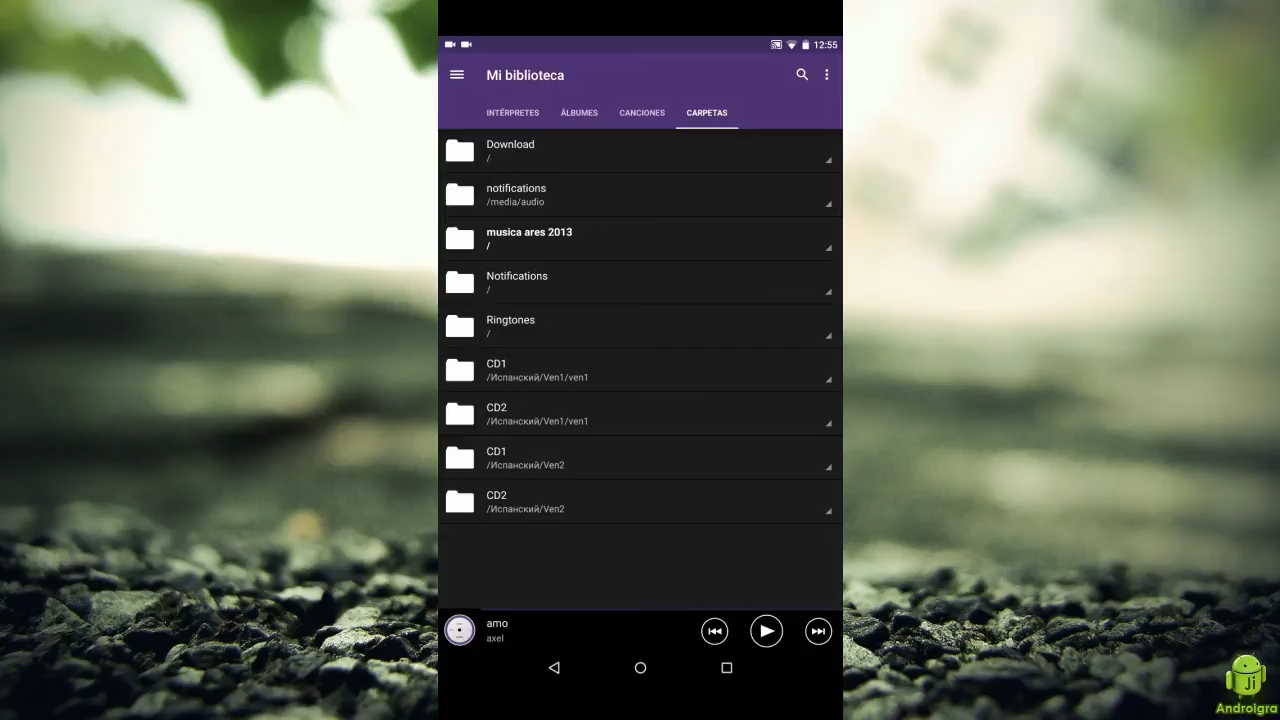 12:55
Mi biblioteca
INTÉRPRETES ÁLBUMES CANCIONES CARPETAS
Download
/
notifications
/media/audio
musica ares 2013
/
Notifications
/
Ringtones
/
CD1
/Испанский/Ven1/ven1
CD2
/Испанский/Ven1/ven1
CD1
/Испанский/Ven2
CD2
/Испанский/Ven2
amo
axel
Ji
Androigra